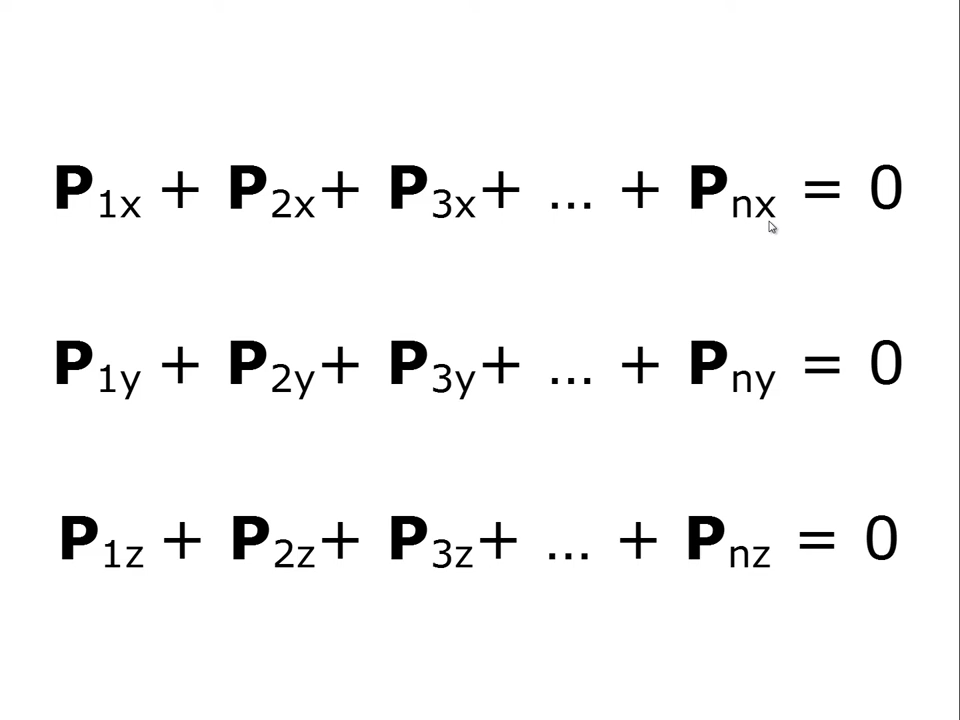 P1x + P2x+ P3x+ ... + Pnx = 0
P1y + P2y+ P3y+ ... + Pny = 0
P1z + P2z+ P3z+ ... + Pnz = 0